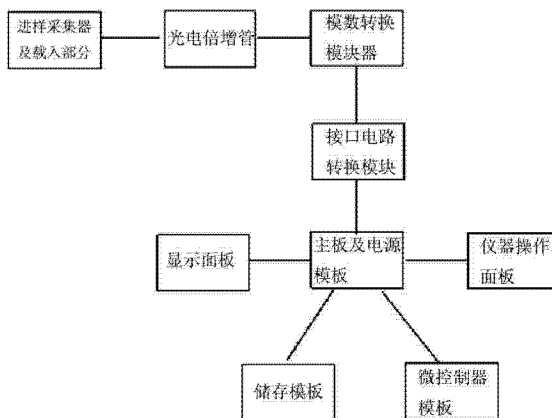 进样采集器
及载入部分
光电倍增管
模数转换
模块器
接口电路
转换模块
显示面板
主板及电源
模板
仪器操作
面板
储存模板
微控制器
模板